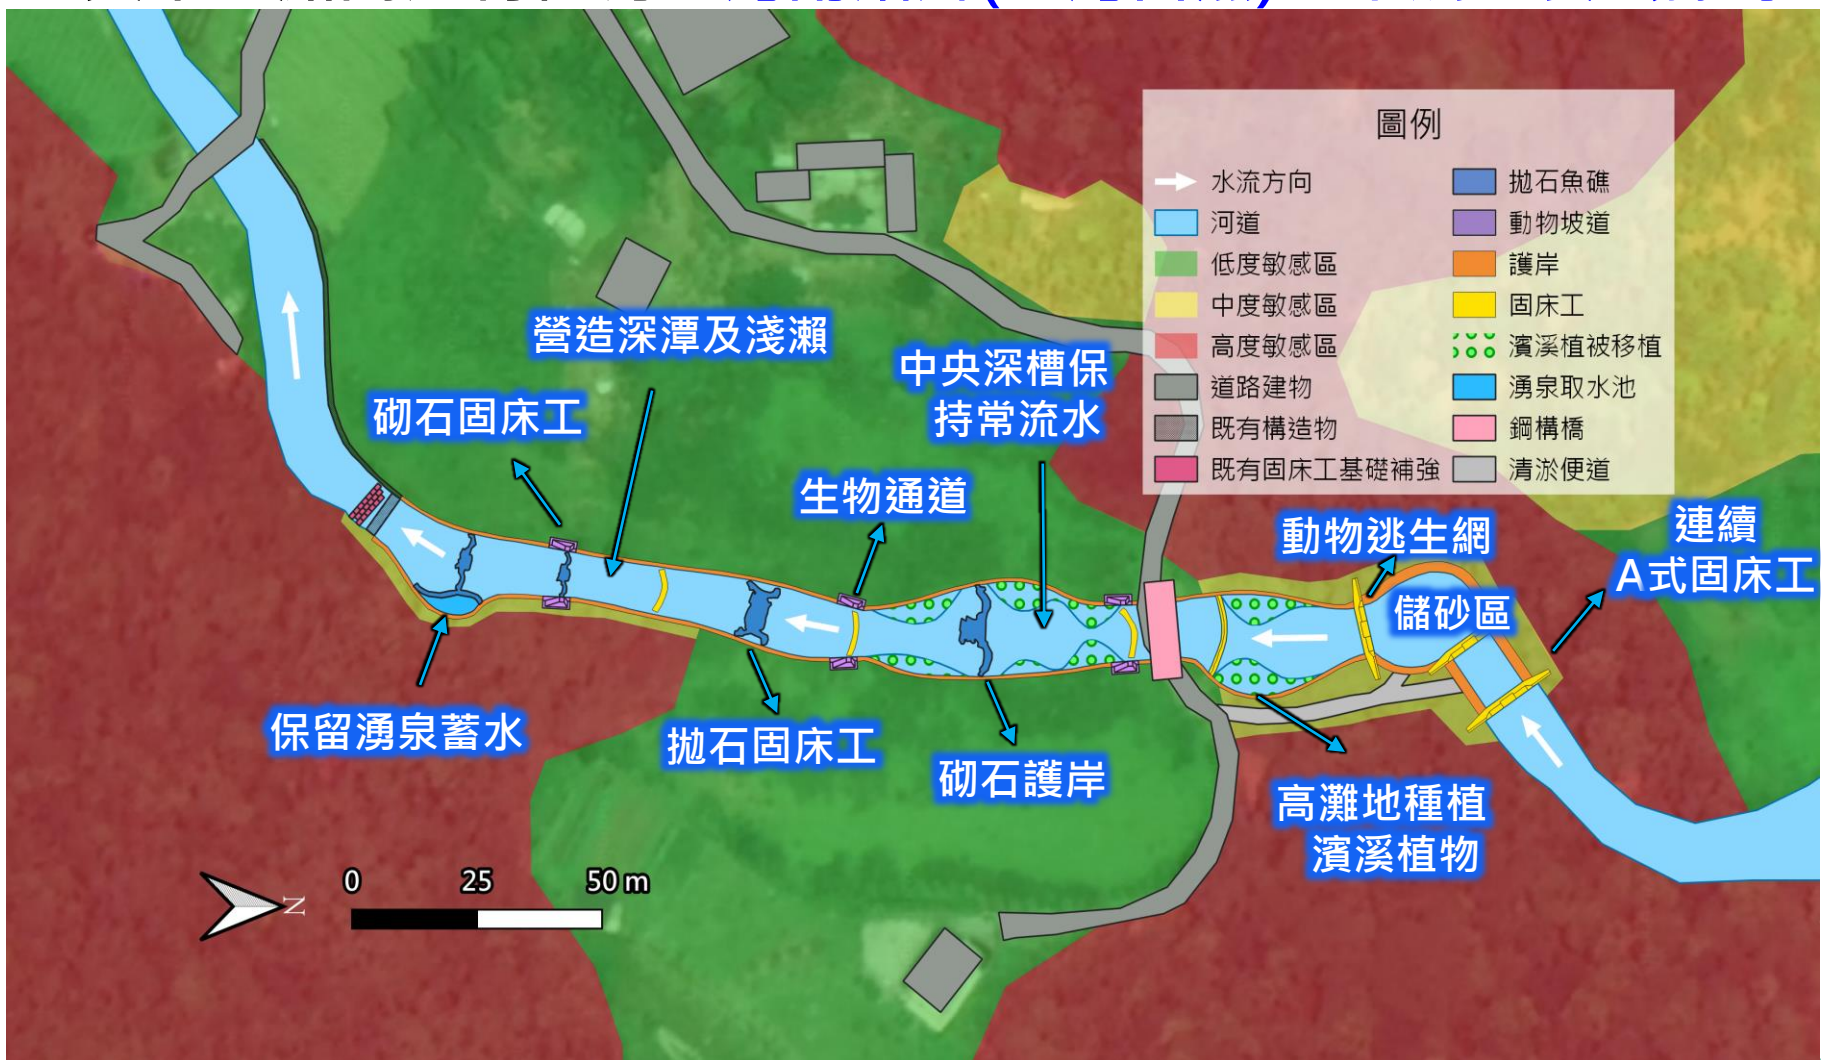 圖例
水流方向
河道
低度敏感區
中度敏感區
高度敏感區
道路建物
既有構造物
既有固床工基礎補強
拋石魚礁
動物坡道
護岸
固床工
濱溪植被移植
湧泉取水池
鋼構橋
清淤便道
營造深潭及淺瀨
中央深槽保
持常流水
砌石固床工
生物通道
動物逃生網
連續
A式固床工
儲砂區
保留湧泉蓄水
拋石固床工
砌石護岸
高灘地種植
濱溪植物
0 25 50 m
N